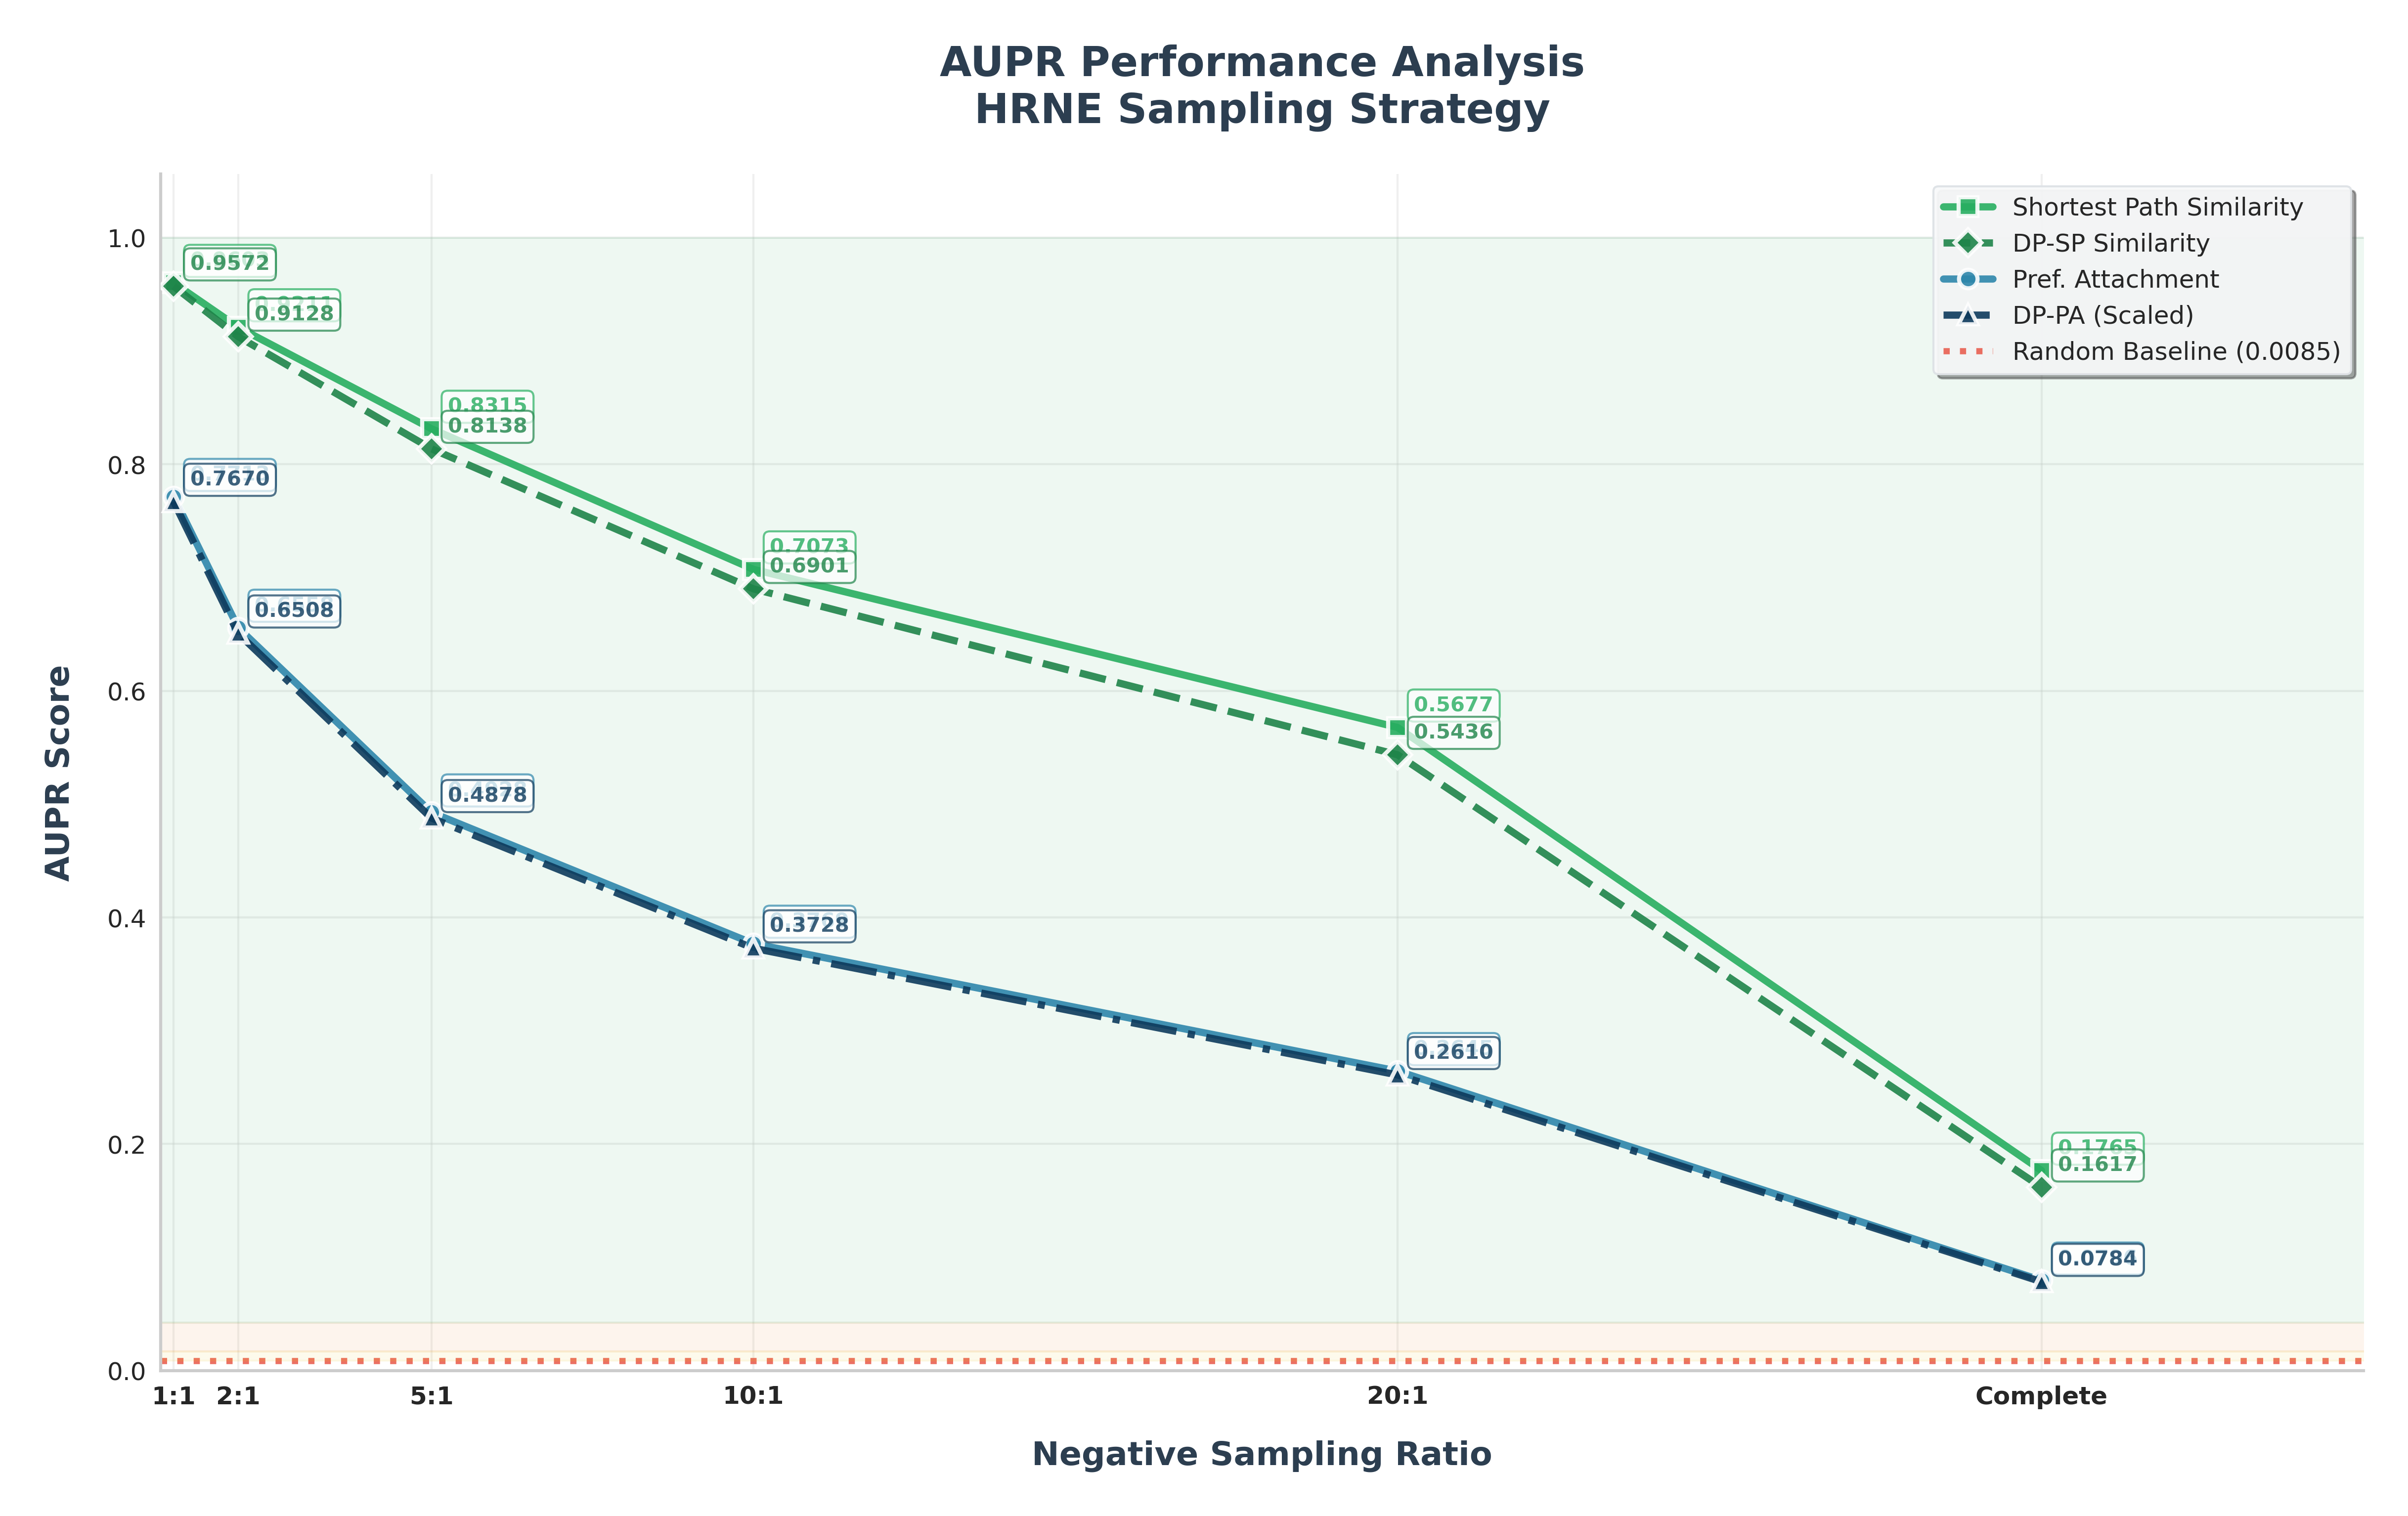 AUPR Performance Analysis
HRNE Sampling Strategy
Shortest Path Similarity
DP-SP Similarity
Pref. Attachment
DP-PA (Scaled)
Random Baseline (0.0085)
AUPR Score
1.0
0.8
0.6
0.4
0.2
0.0
0.9572
0.9128
0.8315
0.8138
0.7073
0.6901
0.5677
0.5436
0.1765
0.1617
0.7670
0.6508
0.4878
0.3728
0.2610
0.0784
1:1 2:1 5:1 10:1 20:1 Complete
Negative Sampling Ratio